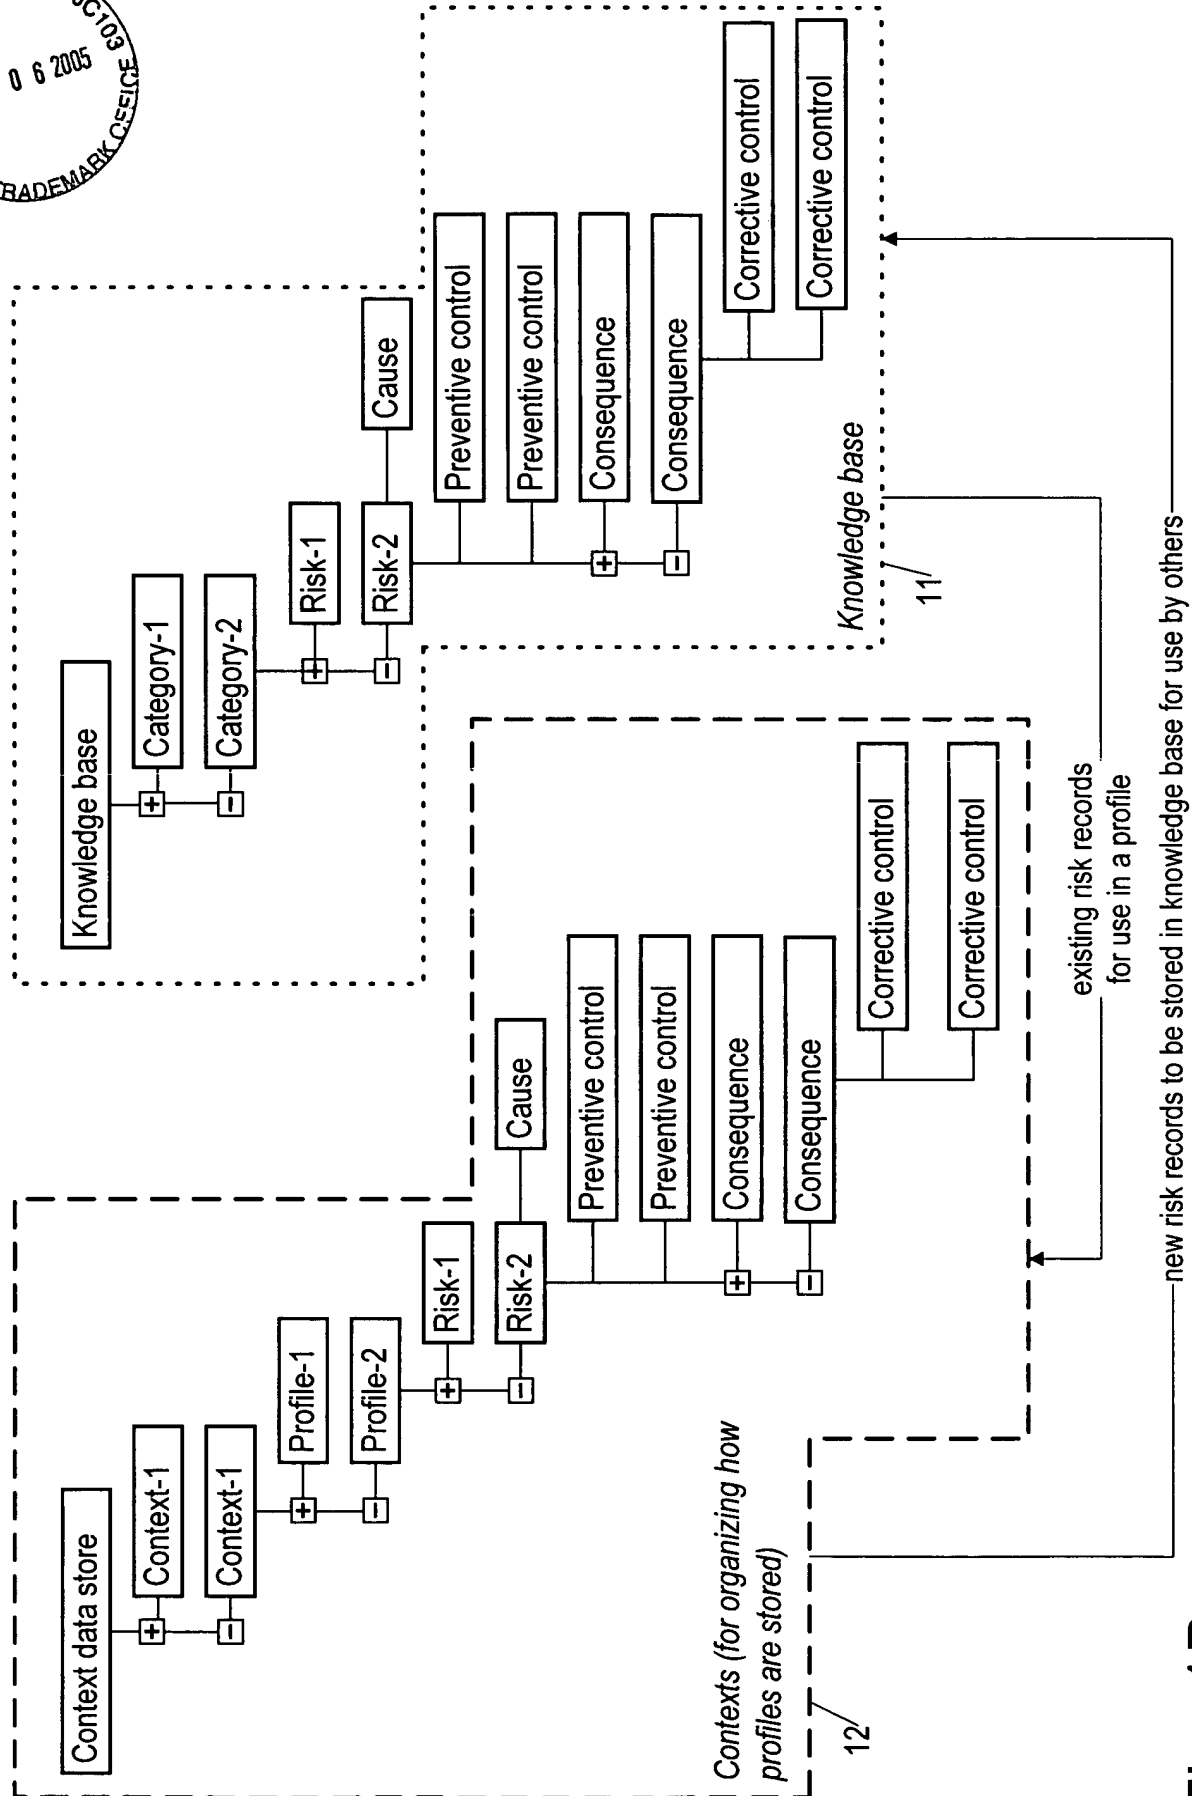 0 6 2005
Context data store
Context-1
Context-1
Profile-1
Profile-2
Risk-1
Risk-2
Cause
Preventive control
Preventive control
Consequence
Consequence
Corrective control
Corrective control
Contexts (for organizing how
profiles are stored)
12
Knowledge base
Category-1
Category-2
Risk-1
Risk-2
Cause
Preventive control
Preventive control
Consequence
Consequence
Corrective control
Corrective control
Knowledge base
11
existing risk records
for use in a profile
new risk records to be stored in knowledge base for use by others